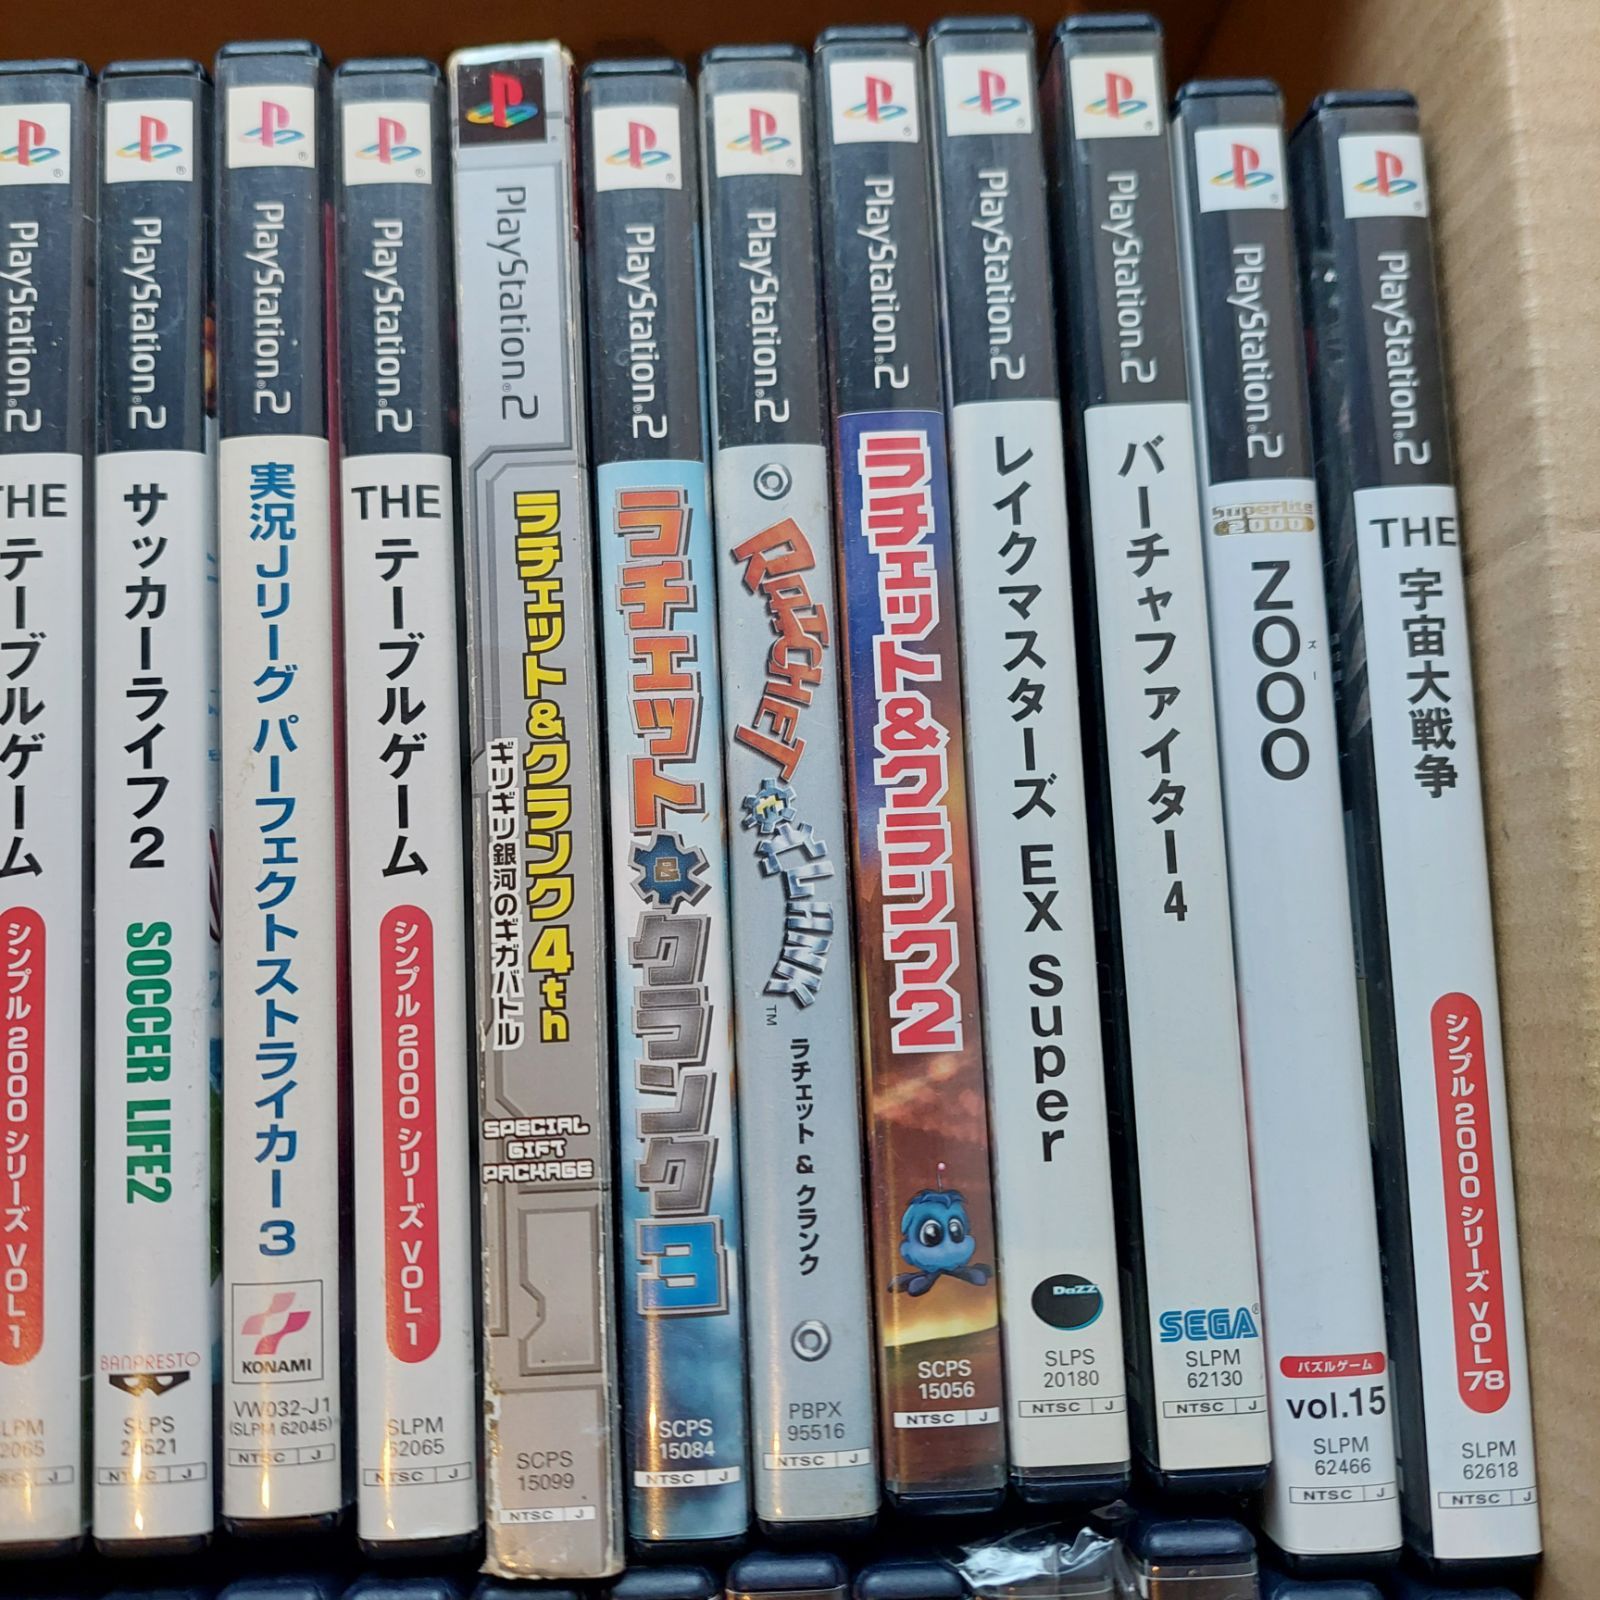 PlayStation.2
THE テーブルゲーム
シンプル2000シリーズ VOL 1
NTSC J
PlayStation.2
サッカーライフ2
SOCCER LIFE2
BANPRESTO
SLPS
NTSC J
PlayStation.2
実況Jリーグ パーフェクトストライカー3
KONAMI
VW032-J1
(SLPM 62045)
NTSC J
PlayStation.2
THE テーブルゲーム
シンプル2000シリーズ VOL 1
SLPM
62065
NTSC J
PlayStation.2
ラチェット&クランク4th
ギリギリ銀河のギガバトル
SPECIAL
GIFT
PACKAGE
SCPS
15099
NTSC J
PlayStation.2
ラチェット&クランク3
SCPS
15084
NTSC J
PlayStation.2
RATCHET & CLANK™
ラチェット & クランク
PBPX
95516
NTSC J
PlayStation.2
ラチェット&クランク2
SCPS
15056
NTSC J
PlayStation.2
レイクマスターズ EX Super
DaZZ
SLPS
20180
NTSC J
PlayStation.2
バーチャファイター4
SEGA
SLPM
62130
NTSC J
PlayStation.2
Superlite
2000
ZOOO
ズー
パズルゲーム
vol.15
SLPM
62466
NTSC J
PlayStation.2
THE 宇宙大戦争
シンプル2000シリーズ VOL 78
SLPM
62618
NTSC J